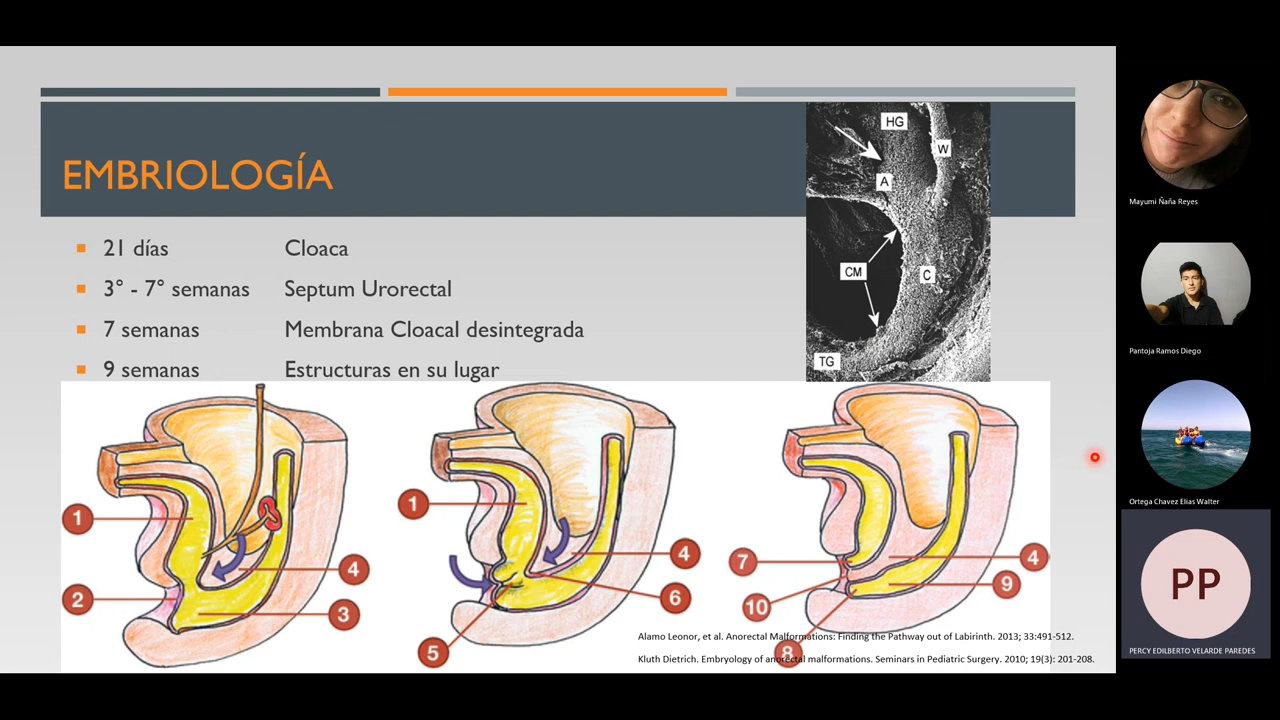 EMBRIOLOGÍA
21 días Cloaca
3° - 7° semanas Septum Urorectal
7 semanas Membrana Cloacal desintegrada
9 semanas Estructuras en su lugar
HG
W
A
CM
C
TG
1
2
3
4
1
4
5
6
7
10
4
9
8
Alamo Leonor, et al. Anorectal Malformations: Finding the Pathway out of Labirinth. 2013; 33:491-512.
Kluth Dietrich. Embryology of anorectal malformations. Seminars in Pediatric Surgery. 2010; 19(3): 201-208.
Mayumi Ñaña Reyes
Pantoja Ramos Diego
Ortega Chavez Elias Walter
PP
PERCY EDILBERTO VELARDE PAREDES